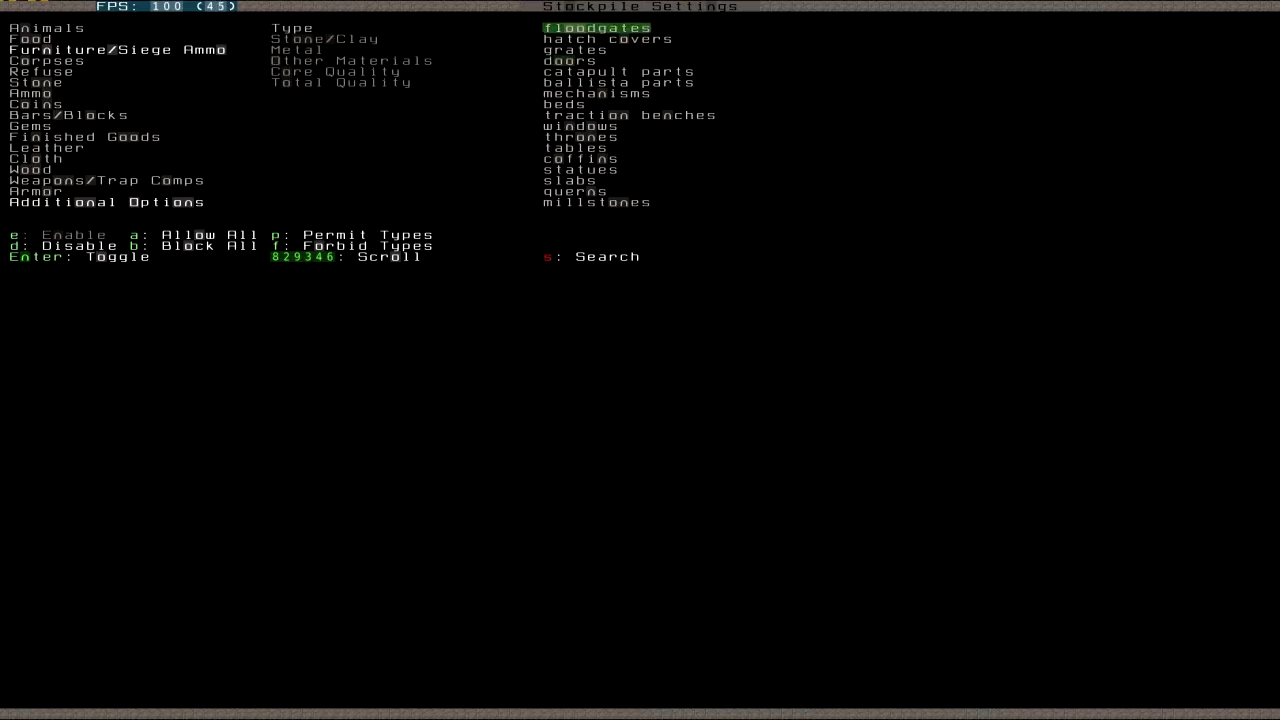 FPS: 100 (45) Stockpile Settings
Animals Type floodgates
Food Stone/Clay hatch covers
Furniture/Siege Ammo Metal grates
Corpses Other Materials doors
Refuse Core Quality catapult parts
Stone Total Quality ballista parts
Ammo mechanisms
Coins beds
Bars/Blocks traction benches
Gems windows
Finished Goods thrones
Leather tables
Cloth coffins
Wood statues
Weapons/Trap Comps slabs
Armor querns
Additional Options millstones
e: Enable a: Allow All p: Permit Types
d: Disable b: Block All f: Forbid Types
Enter: Toggle 829346: Scroll s: Search